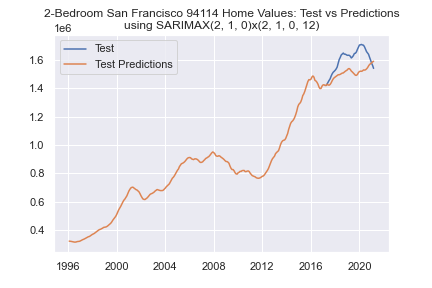 2-Bedroom San Francisco 94114 Home Values: Test vs Predictions
using SARIMAX(2, 1, 0)x(2, 1, 0, 12)
1e6
Test
Test Predictions
1.6
1.4
1.2
1.0
0.8
0.6
0.4
1996
2000
2004
2008
2012
2016
2020